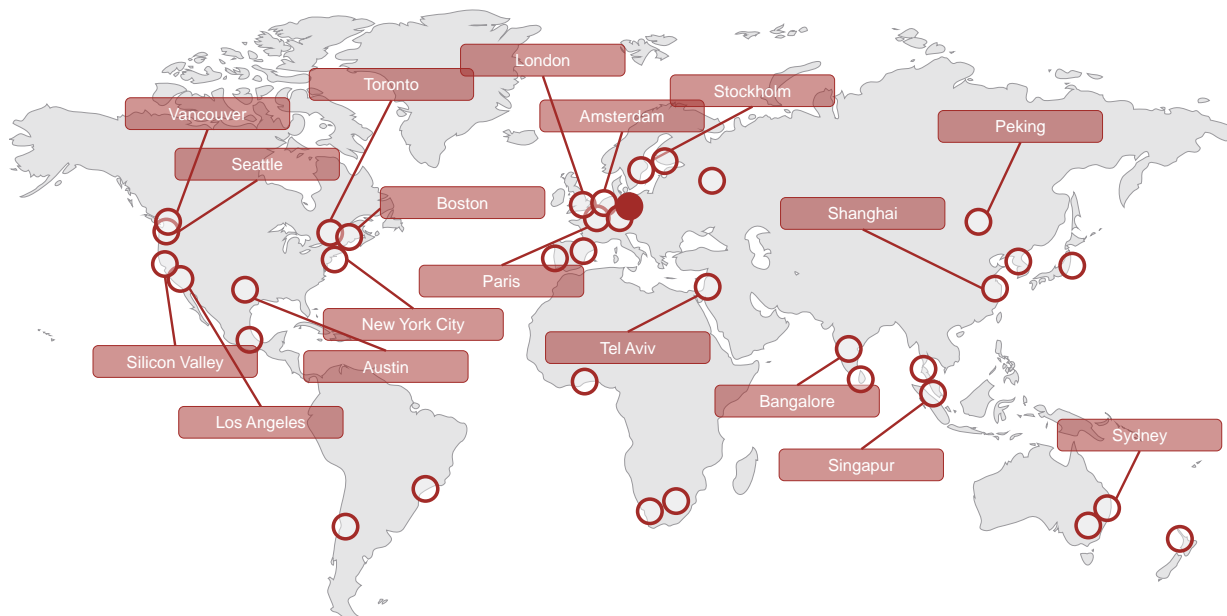 London
Toronto
Stockholm
Vancouver
Amsterdam
Peking
Seattle
Boston
Shanghai
Paris
New York City
Tel Aviv
Silicon Valley
Austin
Bangalore
Los Angeles
Sydney
Singapur